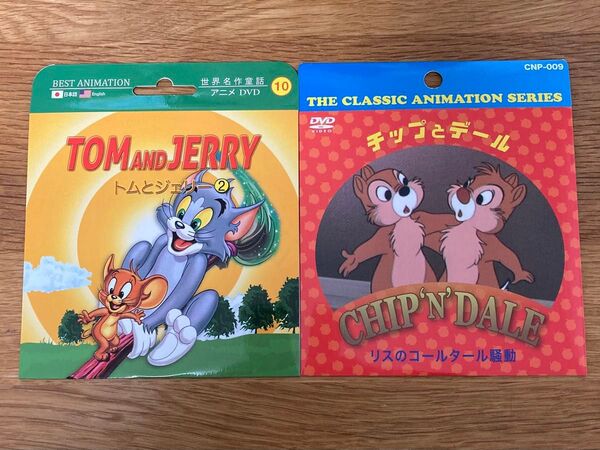 BEST ANIMATION
日本語 English
世界名作童話
アニメ DVD
10
TOM AND JERRY
トムとジェリー 2
CNP-009
THE CLASSIC ANIMATION SERIES
DVD
VIDEO
チップとデール
CHIP 'N' DALE
リスのコールタール騒動